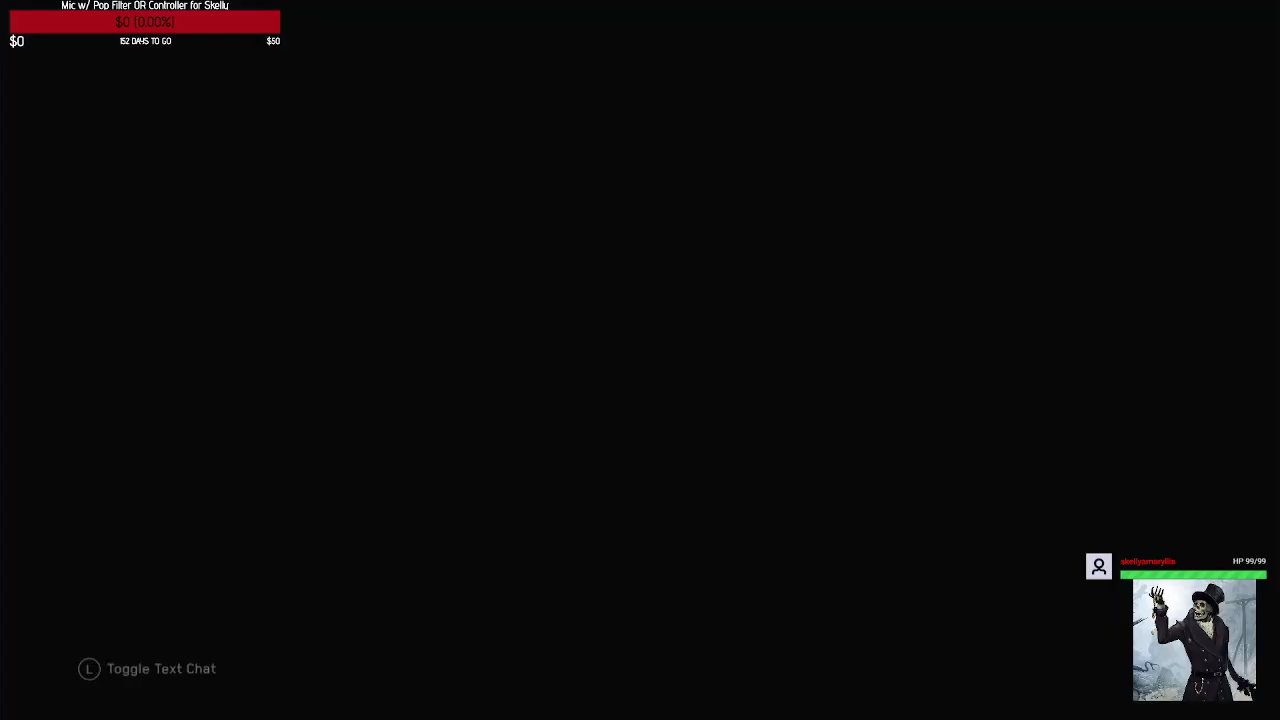 Mic w/ Pop Filter OR Controller for Skelly
$0 (0.00%)
$0 152 DAYS TO GO $50
skellyamaryllis HP 99/99
L Toggle Text Chat